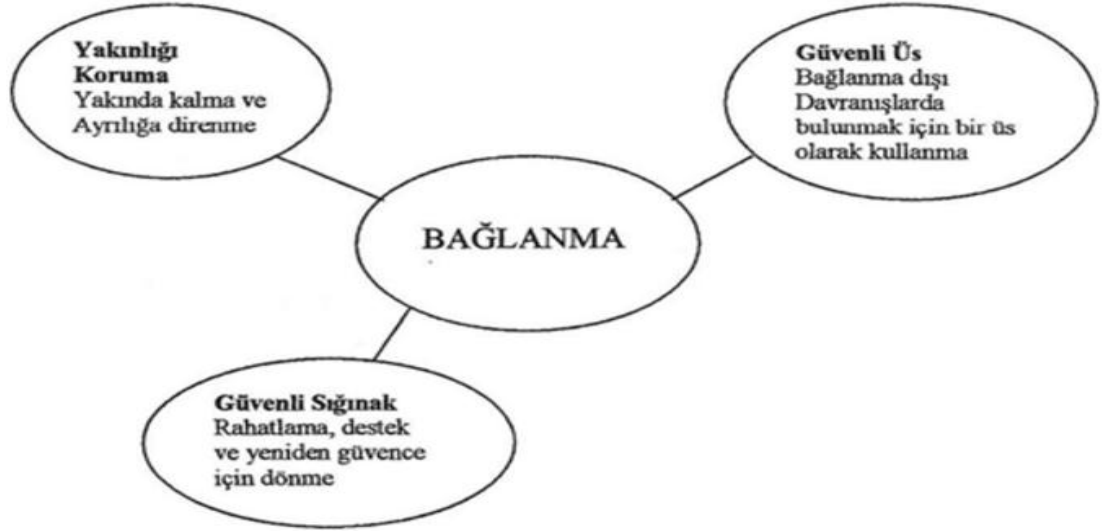 Yakınlığı
Koruma
Yakında kalma ve
Ayrılığa direnme
Güvenli Üs
Bağlanma dışı
Davranışlarda
bulunmak için bir üs
olarak kullanma
BAĞLANMA
Güvenli Sığınak
Rahatlama, destek
ve yeniden güvence
için dönme